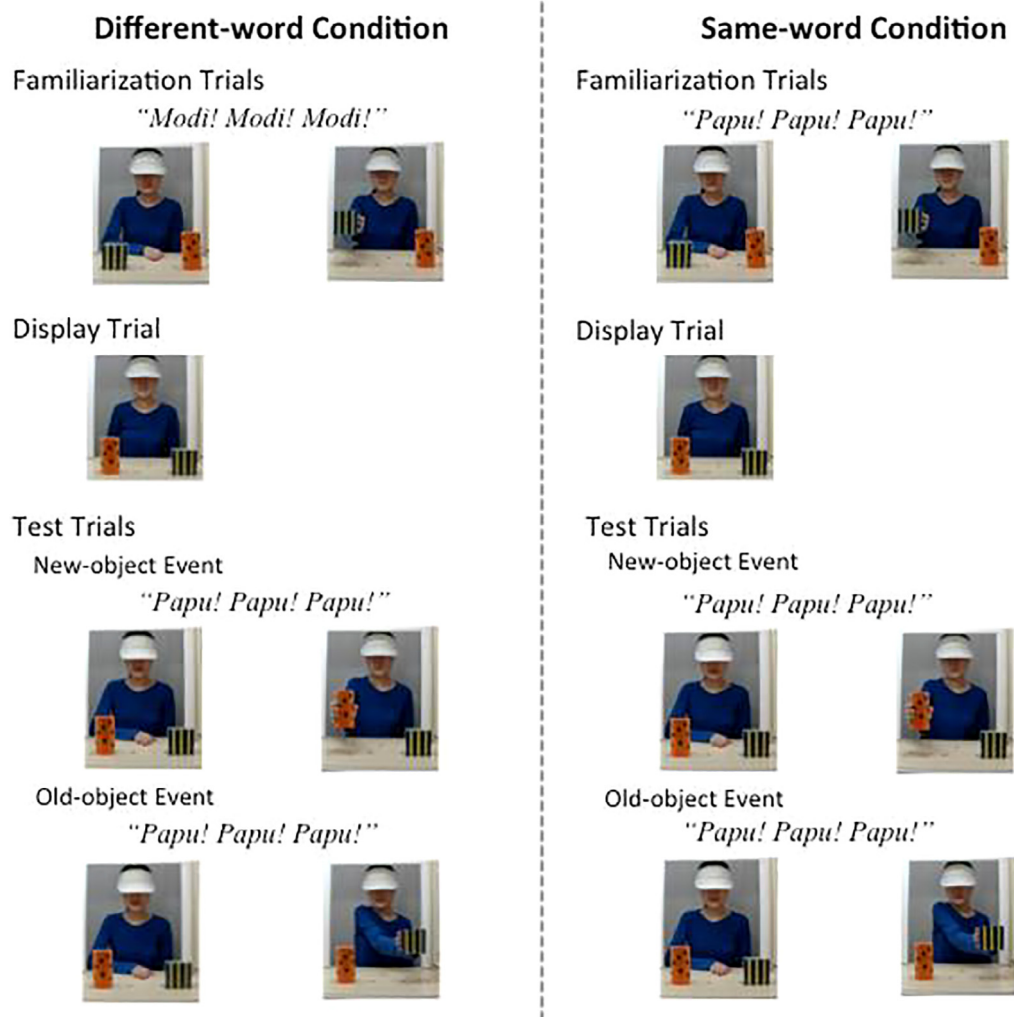 Different-word Condition
Familiarization Trials
“Modi! Modi! Modi!”
Display Trial
Test Trials
New-object Event
“Papu! Papu! Papu!”
Old-object Event
“Papu! Papu! Papu!”
Same-word Condition
Familiarization Trials
“Papu! Papu! Papu!”
Display Trial
Test Trials
New-object Event
“Papu! Papu! Papu!”
Old-object Event
“Papu! Papu! Papu!”